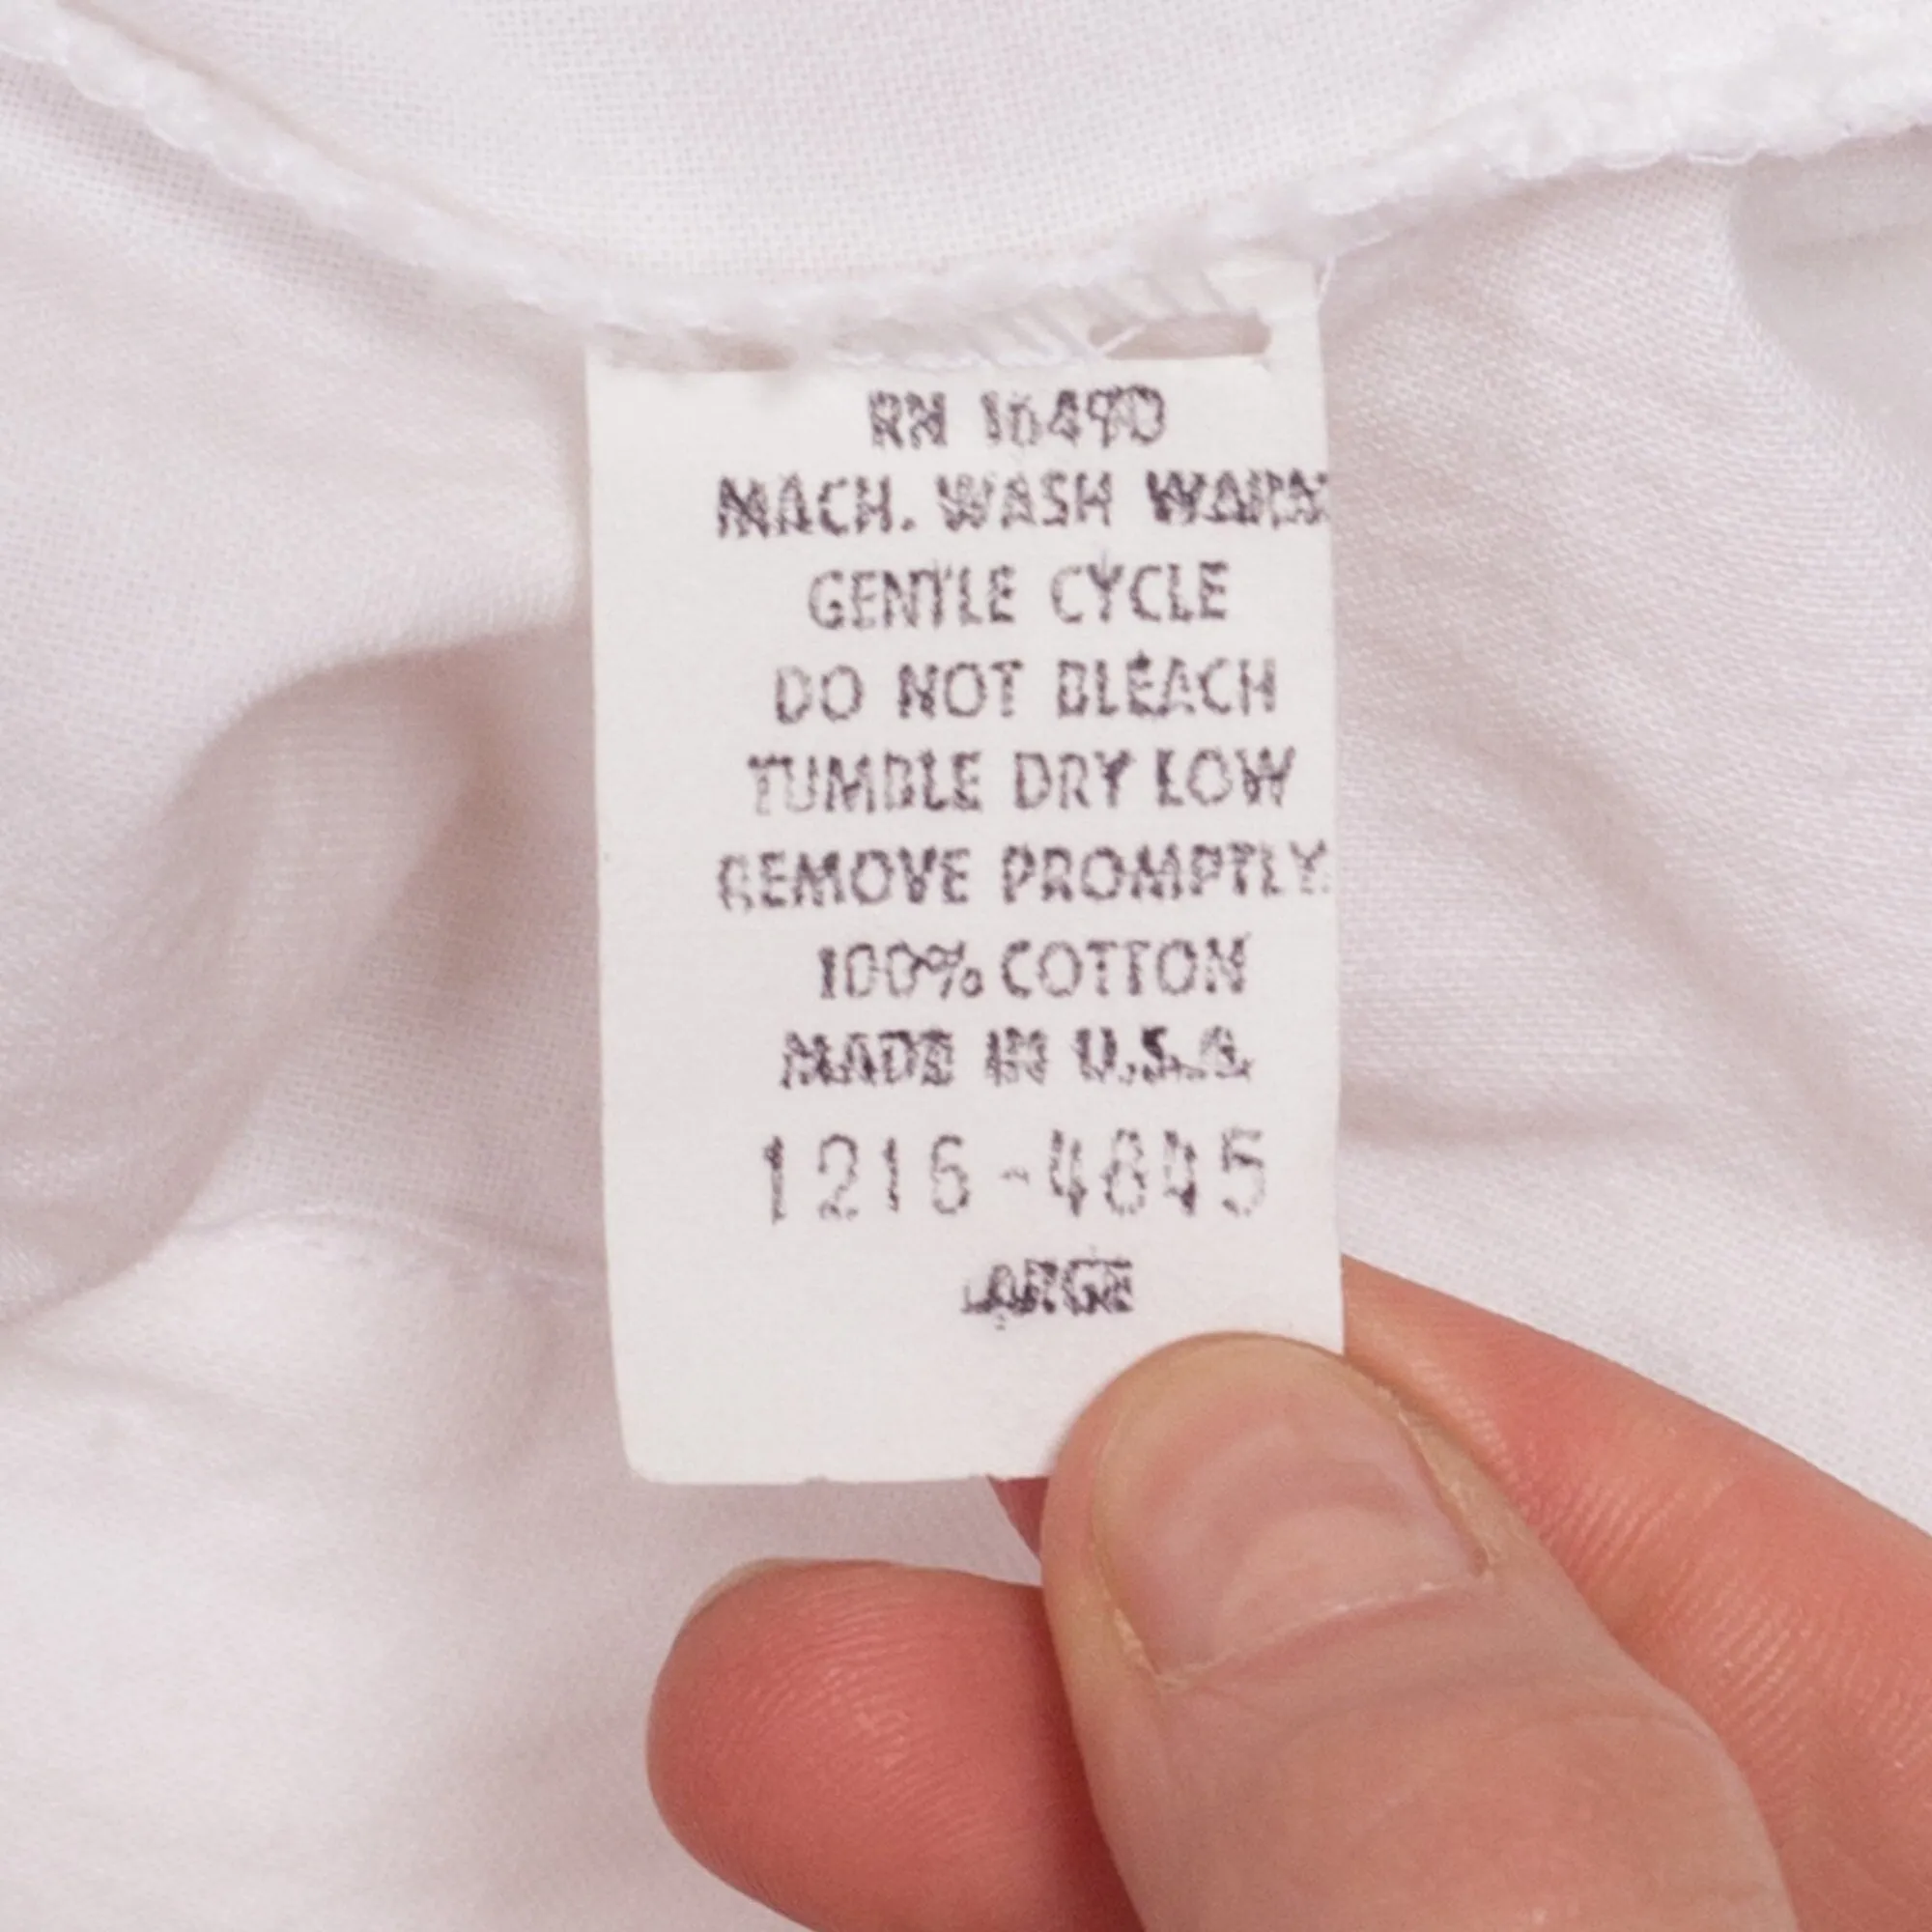 RN 16490
MACH. WASH WARM
GENTLE CYCLE
DO NOT BLEACH
TUMBLE DRY LOW
REMOVE PROMPTLY
100% COTTON
MADE IN U.S.A.
1216-4845
LARGE